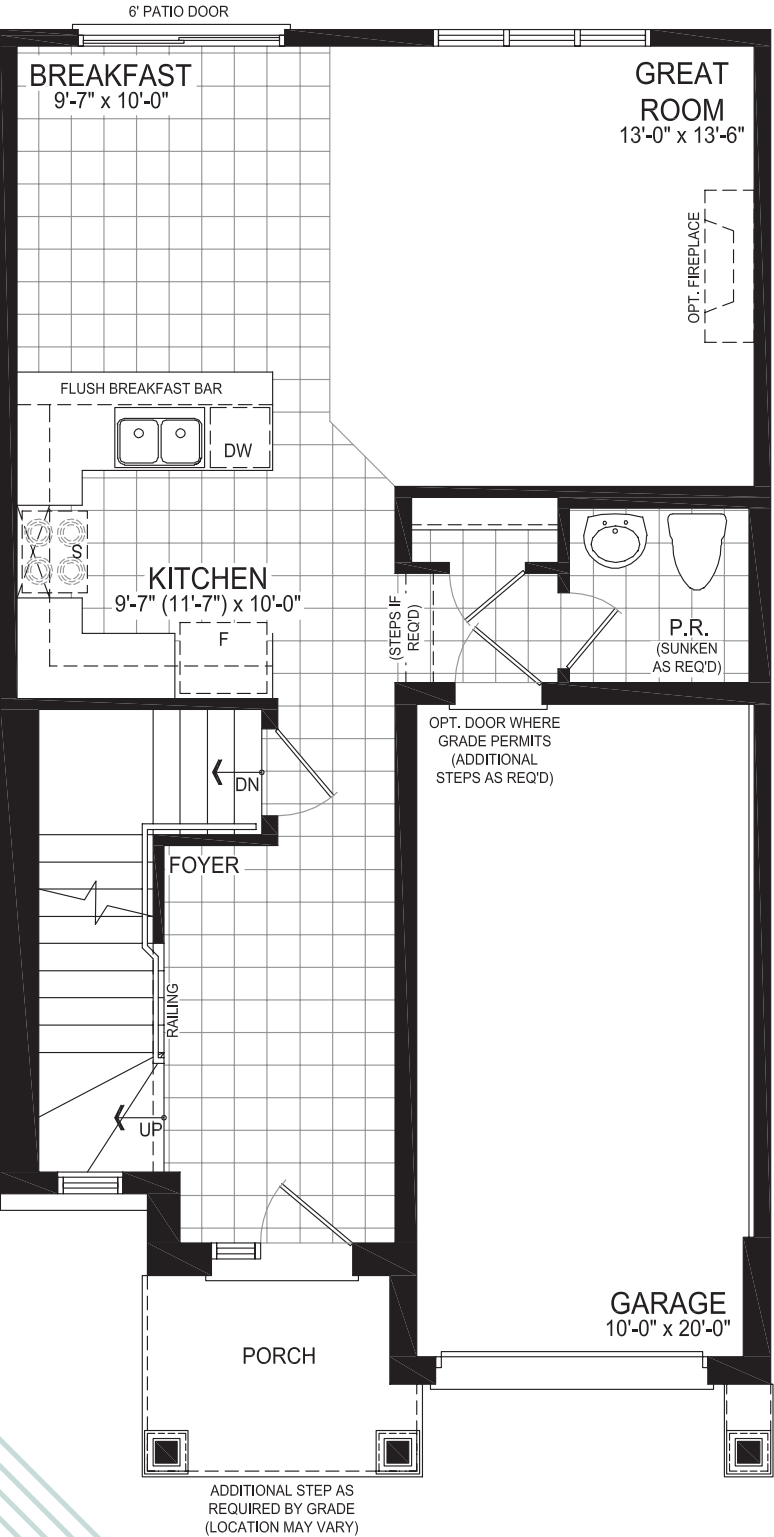 6' PATIO DOOR
BREAKFAST
9'-7" x 10'-0"
GREAT
ROOM
13'-0" x 13'-6"
OPT. FIREPLACE
FLUSH BREAKFAST BAR
DW
S
KITCHEN
9'-7" (11'-7") x 10'-0"
F
(STEPS IF
REQ'D)
P.R.
(SUNKEN
AS REQ'D)
OPT. DOOR WHERE
GRADE PERMITS
(ADDITIONAL
STEPS AS REQ'D)
DN
FOYER
RAILING
UP
GARAGE
10'-0" x 20'-0"
PORCH
ADDITIONAL STEP AS
REQUIRED BY GRADE
(LOCATION MAY VARY)